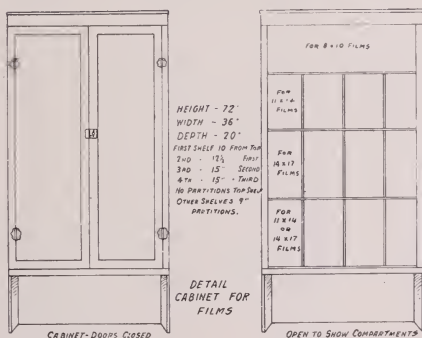 HEIGHT - 72"
WIDTH - 36"
DEPTH - 20"
FIRST SHELF 10 FROM TOP
2ND - 12½ FIRST
3RD - 15" SECOND
4TH - 15" - THIRD
NO PARTITIONS TOP SHELF
OTHER SHELVES 9"
PARTITIONS.
DETAIL
CABINET FOR
FILMS
CABINET-DOORS CLOSED
FOR 8 x 10 FILMS
FOR
11 x 14
FILMS
FOR
14 x 17
FILMS
FOR
11 x 14
OR
14 x 17
FILMS
OPEN TO SHOW COMPARTMENTS